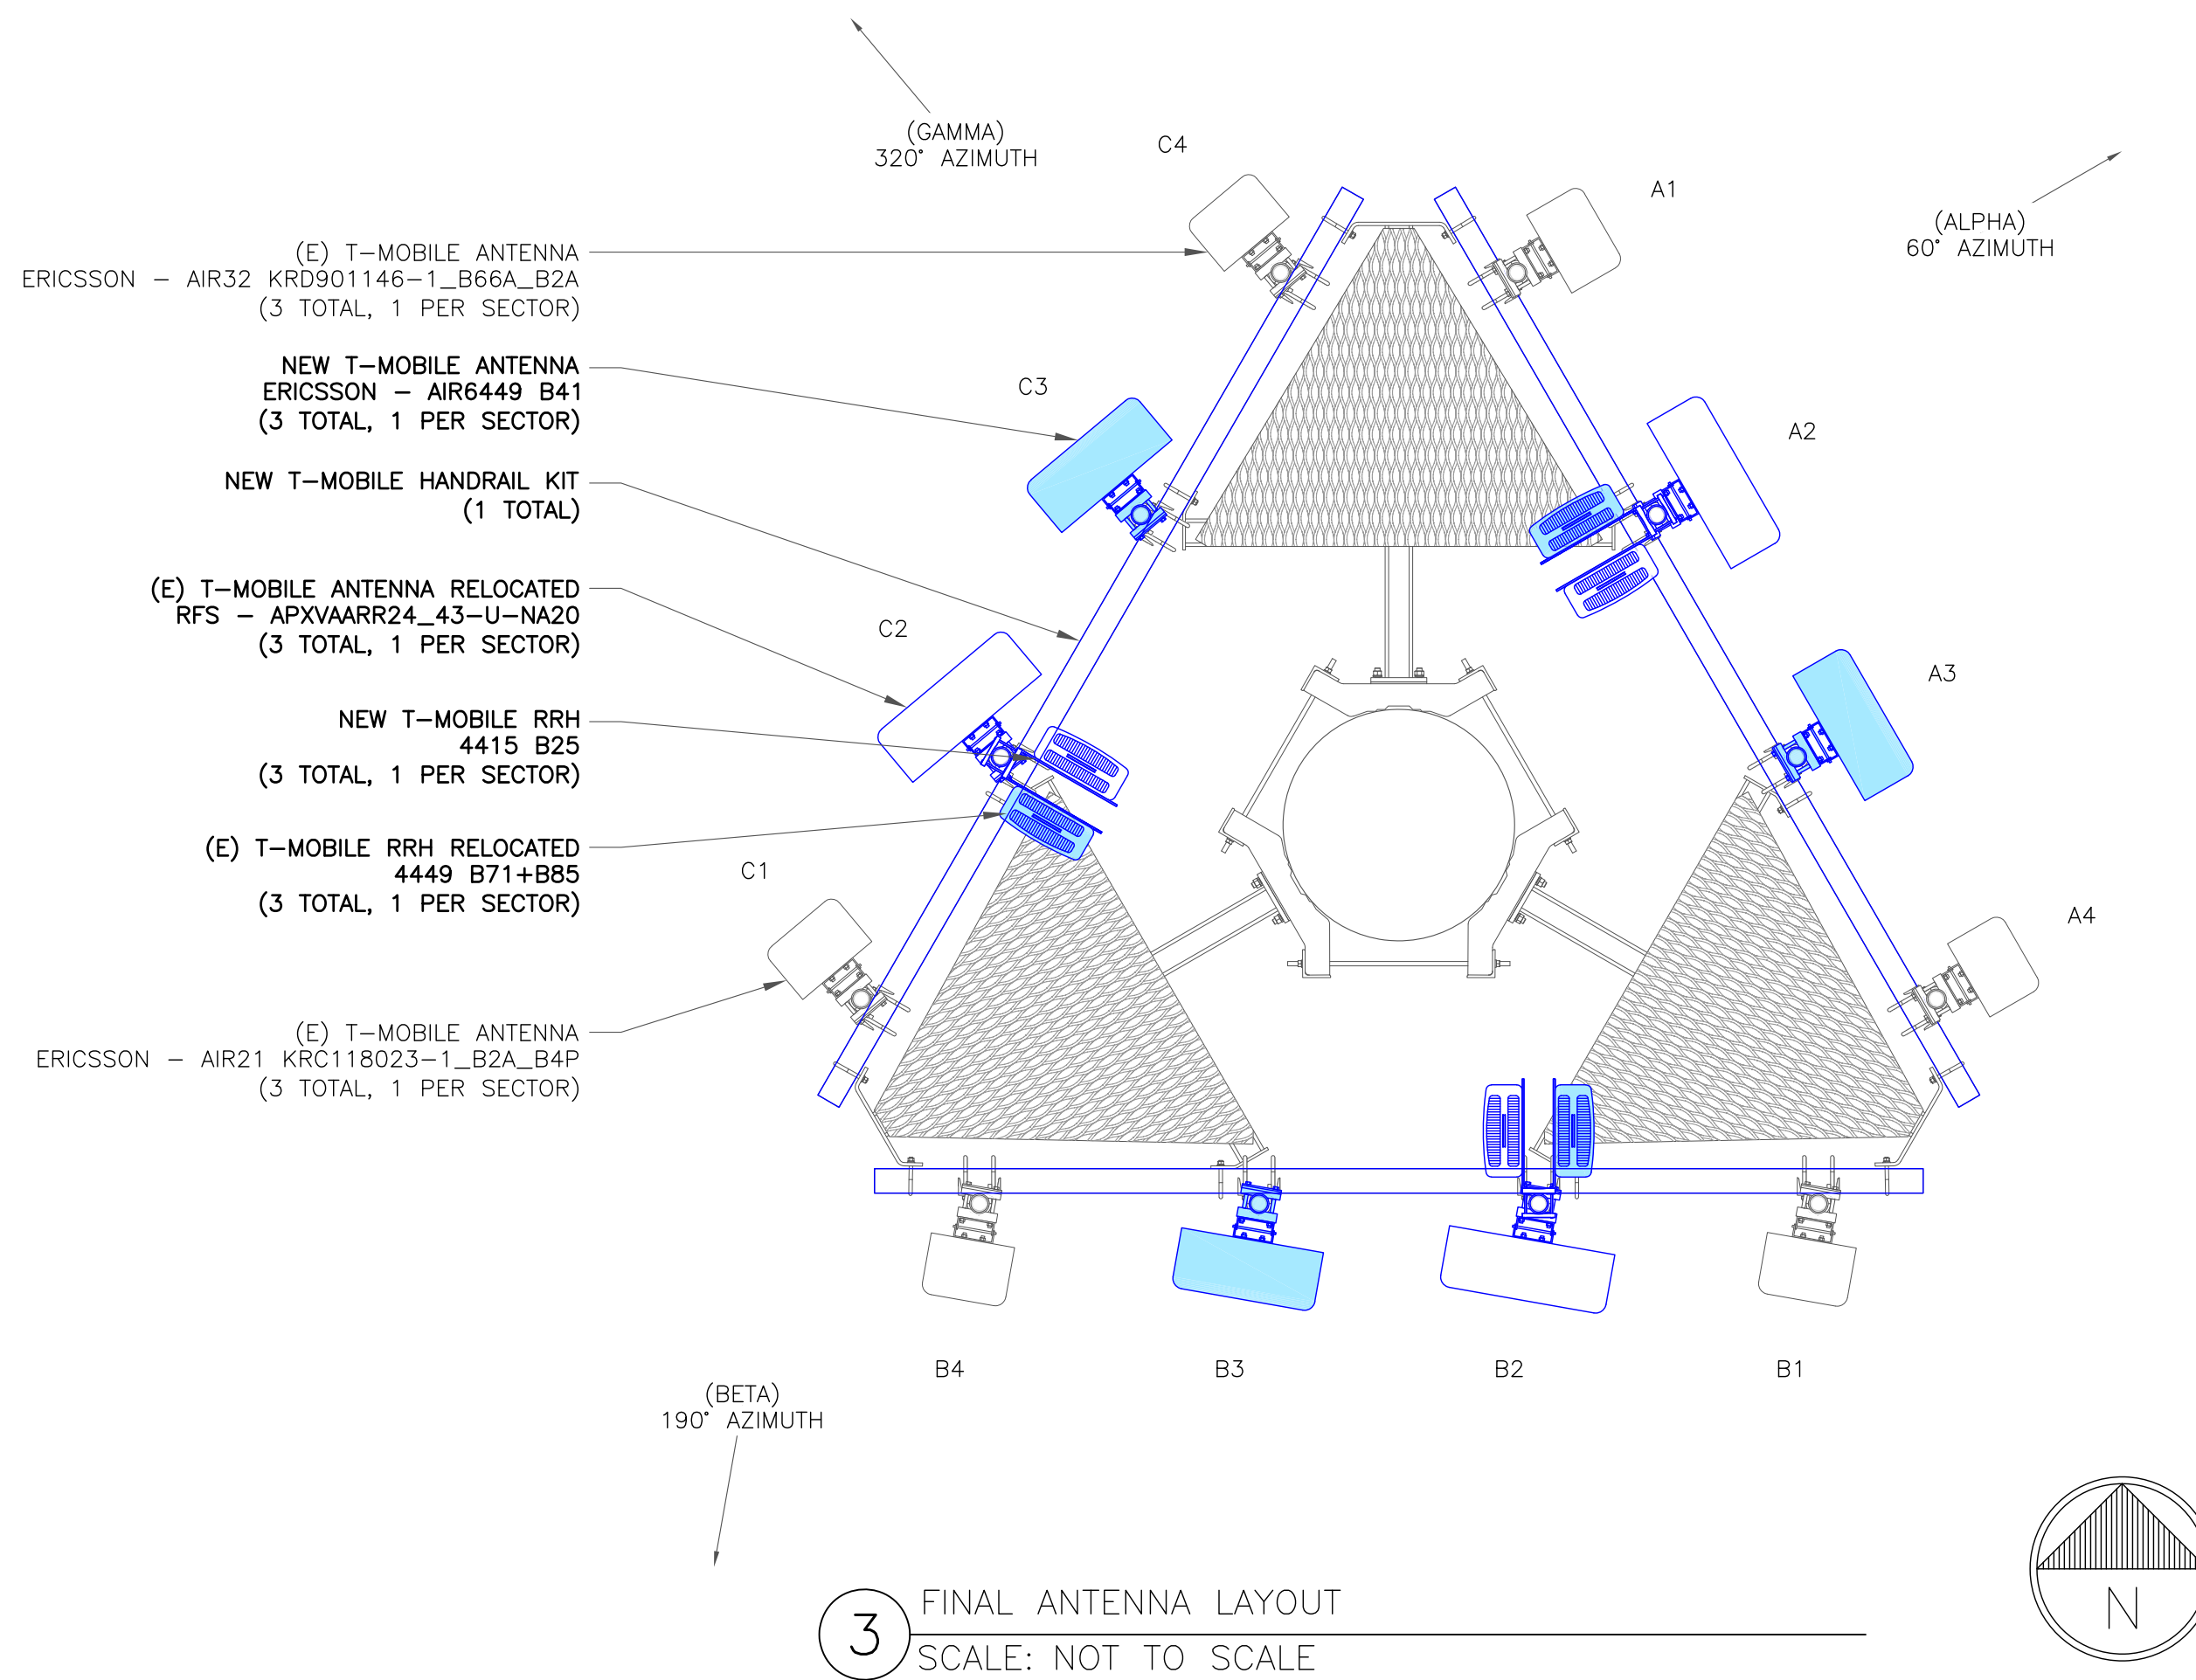 (GAMMA)
320° AZIMUTH
C4
A1
(ALPHA)
60° AZIMUTH
(E) T-MOBILE ANTENNA
ERICSSON - AIR32 KRD901146-1_B66A_B2A
(3 TOTAL, 1 PER SECTOR)
NEW T-MOBILE ANTENNA
ERICSSON - AIR6449 B41
(3 TOTAL, 1 PER SECTOR)
C3
A2
NEW T-MOBILE HANDRAIL KIT
(1 TOTAL)
(E) T-MOBILE ANTENNA RELOCATED
RFS - APXVAARR24_43-U-NA20
(3 TOTAL, 1 PER SECTOR)
C2
A3
NEW T-MOBILE RRH
4415 B25
(3 TOTAL, 1 PER SECTOR)
(E) T-MOBILE RRH RELOCATED
4449 B71+B85
(3 TOTAL, 1 PER SECTOR)
C1
A4
(E) T-MOBILE ANTENNA
ERICSSON - AIR21 KRC118023-1_B2A_B4P
(3 TOTAL, 1 PER SECTOR)
B4
B3
B2
B1
(BETA)
190° AZIMUTH
N
3
FINAL ANTENNA LAYOUT
SCALE: NOT TO SCALE